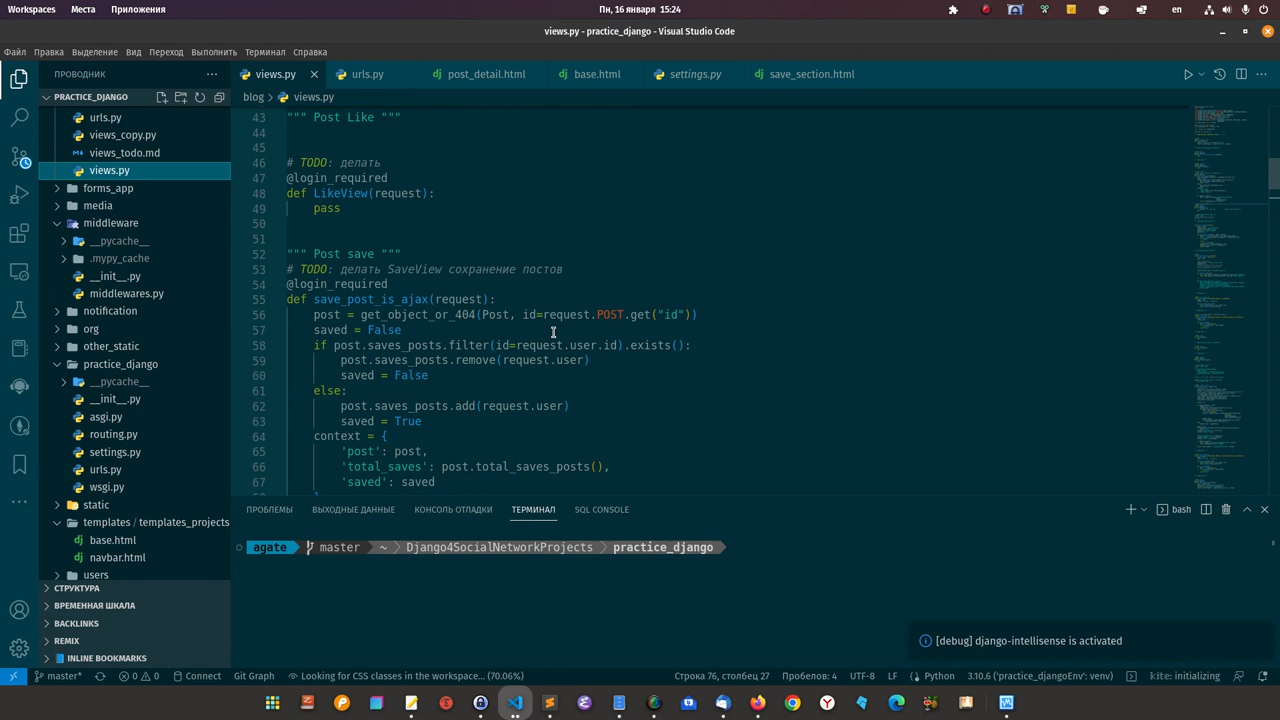 Workspaces Места Приложения Пн, 16 января 15:24 en
views.py - practice_django - Visual Studio Code
Файл Правка Выделение Вид Переход Выполнить Терминал Справка
ПРОВОДНИК
views.py urls.py post_detail.html base.html settings.py save_section.html
PRACTICE_DJANGO
blog > views.py
urls.py
views_copy.py
views_todo.md
views.py
forms_app
media
middleware
__pycache__
.mypy_cache
__init__.py
middlewares.py
notification
org
other_static
practice_django
__pycache__
__init__.py
asgi.py
routing.py
settings.py
urls.py
wsgi.py
static
templates / templates_projects
base.html
navbar.html
users
СТРУКТУРА
ВРЕМЕННАЯ ШКАЛА
BACKLINKS
REMIX
INLINE BOOKMARKS
43 """ Post Like """
44
45
46 # TODO: делать
47 @login_required
48 def LikeView(request):
49 pass
50
51
52 """ Post save """
53 # TODO: делать SaveView сохранение постов
54 @login_required
55 def save_post_is_ajax(request):
56 post = get_object_or_404(Post, id=request.POST.get("id"))
57 saved = False
58 if post.saves_posts.filter(id=request.user.id).exists():
59 post.saves_posts.remove(request.user)
60 saved = False
61 else:
62 post.saves_posts.add(request.user)
63 saved = True
64 context = {
65 'post': post,
66 'total_saves': post.total_saves_posts(),
67 'saved': saved
ПРОБЛЕМЫ ВЫХОДНЫЕ ДАННЫЕ КОНСОЛЬ ОТЛАДКИ ТЕРМИНАЛ SQL CONSOLE
bash
agate master ~ Django4SocialNetworkProjects practice_django
[debug] django-intellisense is activated
master* 0 0 Connect Git Graph Looking for CSS classes in the workspace... (70.06%) Строка 76, столбец 27 Пробелов: 4 UTF-8 LF Python 3.10.6 ('practice_djangoEnv': venv) kite: initializing